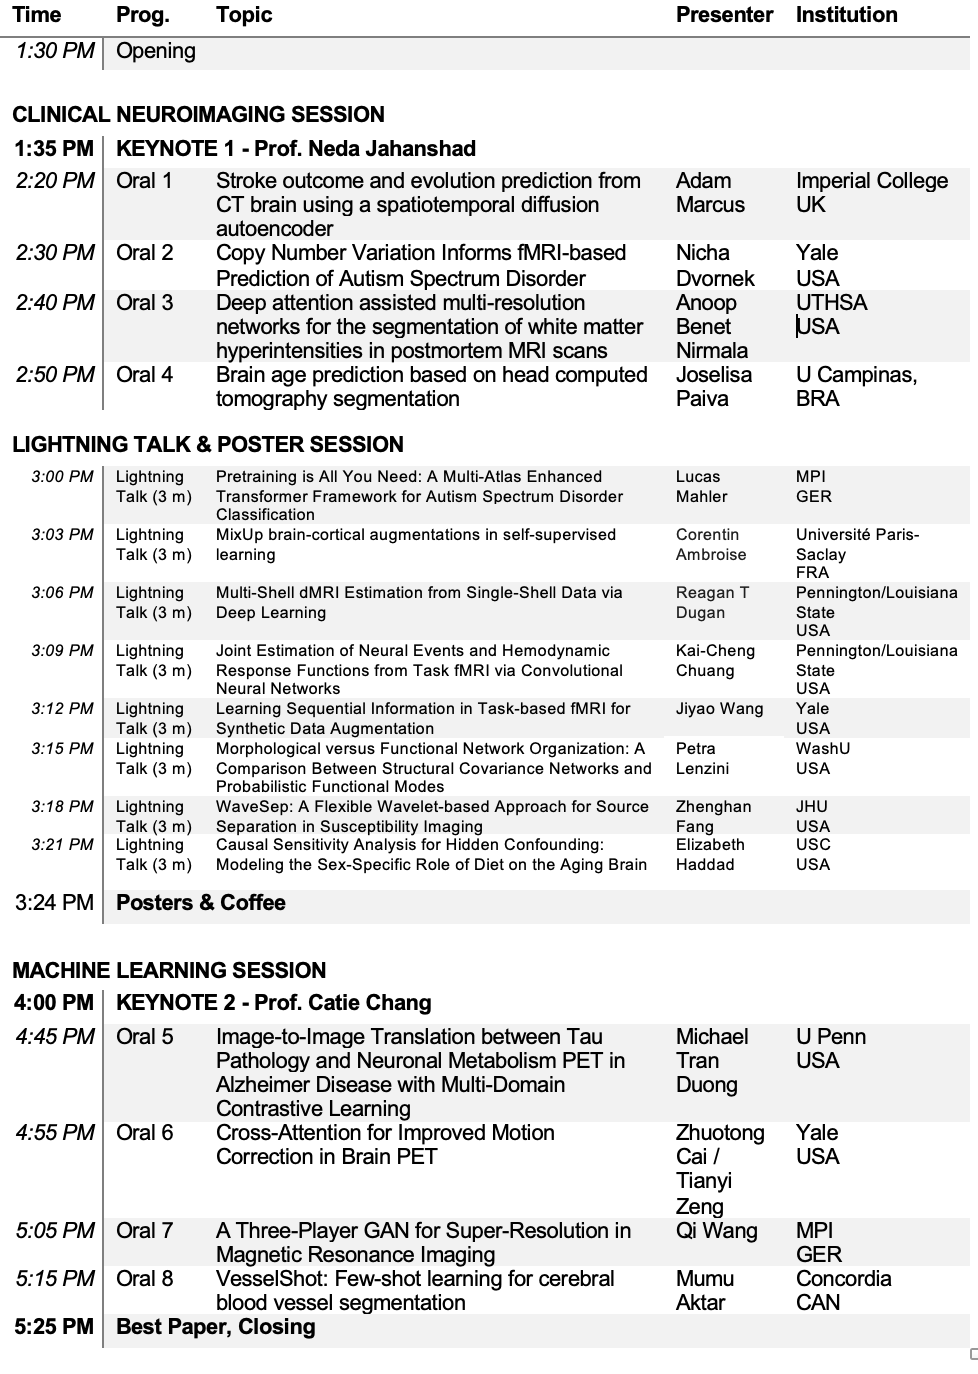 Time Prog. Topic Presenter Institution
1:30 PM Opening
CLINICAL NEUROIMAGING SESSION
1:35 PM KEYNOTE 1 - Prof. Neda Jahanshad
2:20 PM Oral 1 Stroke outcome and evolution prediction from Adam Imperial College
CT brain using a spatiotemporal diffusion Marcus UK
autoencoder
2:30 PM Oral 2 Copy Number Variation Informs fMRI-based Nicha Yale
Prediction of Autism Spectrum Disorder Dvornek USA
2:40 PM Oral 3 Deep attention assisted multi-resolution Anoop UTHSA
networks for the segmentation of white matter Benet USA
hyperintensities in postmortem MRI scans Nirmala
2:50 PM Oral 4 Brain age prediction based on head computed Joselisa U Campinas,
tomography segmentation Paiva BRA
LIGHTNING TALK & POSTER SESSION
3:00 PM Lightning Pretraining is All You Need: A Multi-Atlas Enhanced Lucas MPI
Talk (3 m) Transformer Framework for Autism Spectrum Disorder Mahler GER
Classification
3:03 PM Lightning MixUp brain-cortical augmentations in self-supervised Corentin Université Paris-
Talk (3 m) learning Ambroise Saclay
FRA
3:06 PM Lightning Multi-Shell dMRI Estimation from Single-Shell Data via Reagan T Pennington/Louisiana
Talk (3 m) Deep Learning Dugan State
USA
3:09 PM Lightning Joint Estimation of Neural Events and Hemodynamic Kai-Cheng Pennington/Louisiana
Talk (3 m) Response Functions from Task fMRI via Convolutional Chuang State
Neural Networks USA
3:12 PM Lightning Learning Sequential Information in Task-based fMRI for Jiyao Wang Yale
Talk (3 m) Synthetic Data Augmentation USA
3:15 PM Lightning Morphological versus Functional Network Organization: A Petra WashU
Talk (3 m) Comparison Between Structural Covariance Networks and Lenzini USA
Probabilistic Functional Modes
3:18 PM Lightning WaveSep: A Flexible Wavelet-based Approach for Source Zhenghan JHU
Talk (3 m) Separation in Susceptibility Imaging Fang USA
3:21 PM Lightning Causal Sensitivity Analysis for Hidden Confounding: Elizabeth USC
Talk (3 m) Modeling the Sex-Specific Role of Diet on the Aging Brain Haddad USA
3:24 PM Posters & Coffee
MACHINE LEARNING SESSION
4:00 PM KEYNOTE 2 - Prof. Catie Chang
4:45 PM Oral 5 Image-to-Image Translation between Tau Michael U Penn
Pathology and Neuronal Metabolism PET in Tran USA
Alzheimer Disease with Multi-Domain Duong
Contrastive Learning
4:55 PM Oral 6 Cross-Attention for Improved Motion Zhuotong Yale
Correction in Brain PET Cai / USA
Tianyi
Zeng
5:05 PM Oral 7 A Three-Player GAN for Super-Resolution in Qi Wang MPI
Magnetic Resonance Imaging GER
5:15 PM Oral 8 VesselShot: Few-shot learning for cerebral Mumu Concordia
blood vessel segmentation Aktar CAN
5:25 PM Best Paper, Closing